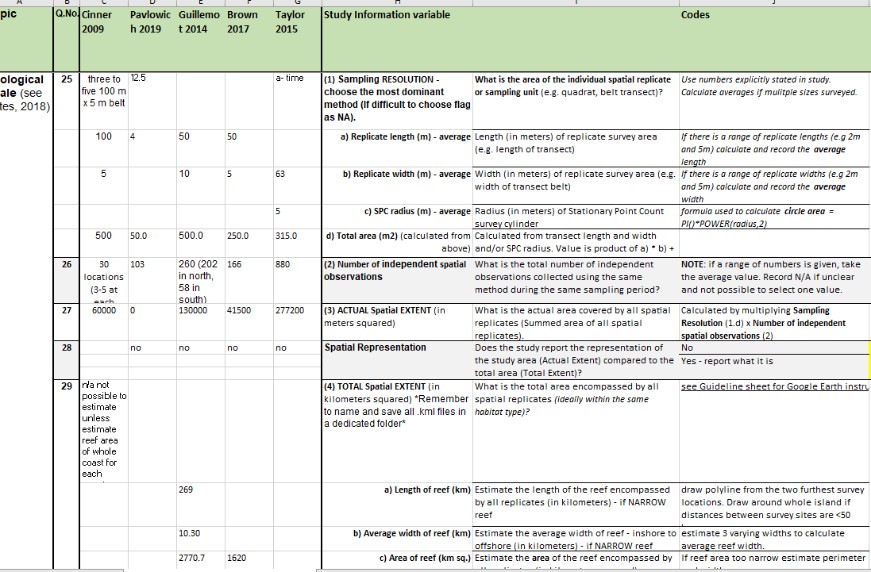 pic Q.No. Cinner 2009 Pavlowic h 2019 Guillemo t 2014 Brown 2017 Taylor 2015 Study Information variable Codes
ological ale (see tes, 2018)
25 three to five 100 m x 5 m belt 12.5 a- time (1) Sampling RESOLUTION - choose the most dominant method (If difficult to choose flag as NA). What is the area of the individual spatial replicate or sampling unit (e.g. quadrat, belt transect)? Use numbers explicitly stated in study. Calculate averages if mulitple sizes surveyed.
100 4 50 50 a) Replicate length (m) - average Length (in meters) of replicate survey area (e.g. length of transect) If there is a range of replicate lengths (e.g 2m and 5m) calculate and record the average length
5 10 5 63 b) Replicate width (m) - average Width (in meters) of replicate survey area (e.g. width of transect belt) If there is a range of replicate widths (e.g 2m and 5m) calculate and record the average width
5 c) SPC radius (m) - average Radius (in meters) of Stationary Point Count survey cylinder formula used to calculate circle area = PI()*POWER(radius,2)
500 50.0 500.0 250.0 315.0 d) Total area (m2) (calculated from above) Calculated from transect length and width and/or SPC radius. Value is product of a) * b) +
26 30 locations (3-5 at 103 260 (202 in north, 58 in south) 166 880 (2) Number of independent spatial observations What is the total number of independent observations collected using the same method during the same sampling period? NOTE: if a range of numbers is given, take the average value. Record N/A if unclear and not possible to select one value.
27 60000 0 130000 41500 277200 (3) ACTUAL Spatial EXTENT (in meters squared) What is the actual area covered by all spatial replicates (Summed area of all spatial replicates). Calculated by multiplying Sampling Resolution (1.d) x Number of independent spatial observations (2)
28 no no no no Spatial Representation Does the study report the representation of the study area (Actual Extent) compared to the total area (Total Extent)? No
Yes - report what it is
29 n/a not possible to estimate unless estimate reef area of whole coast for each (4) TOTAL Spatial EXTENT (in kilometers squared) *Remember to name and save all .kml files in a dedicated folder* What is the total area encompassed by all spatial replicates (ideally within the same habitat type)? see Guideline sheet for Google Earth instru
269 a) Length of reef (km) Estimate the length of the reef encompassed by all replicates (in kilometers) - if NARROW reef draw polyline from the two furthest survey locations. Draw around whole island if distances between survey sites are <50
10.30 b) Average width of reef (km) Estimate the average width of reef - inshore to offshore (in kilometers) - if NARROW reef estimate 3 varying widths to calculate average reef width.
2770.7 1620 c) Area of reef (km sq.) Estimate the area of the reef encompassed by If reef area too narrow estimate perimeter